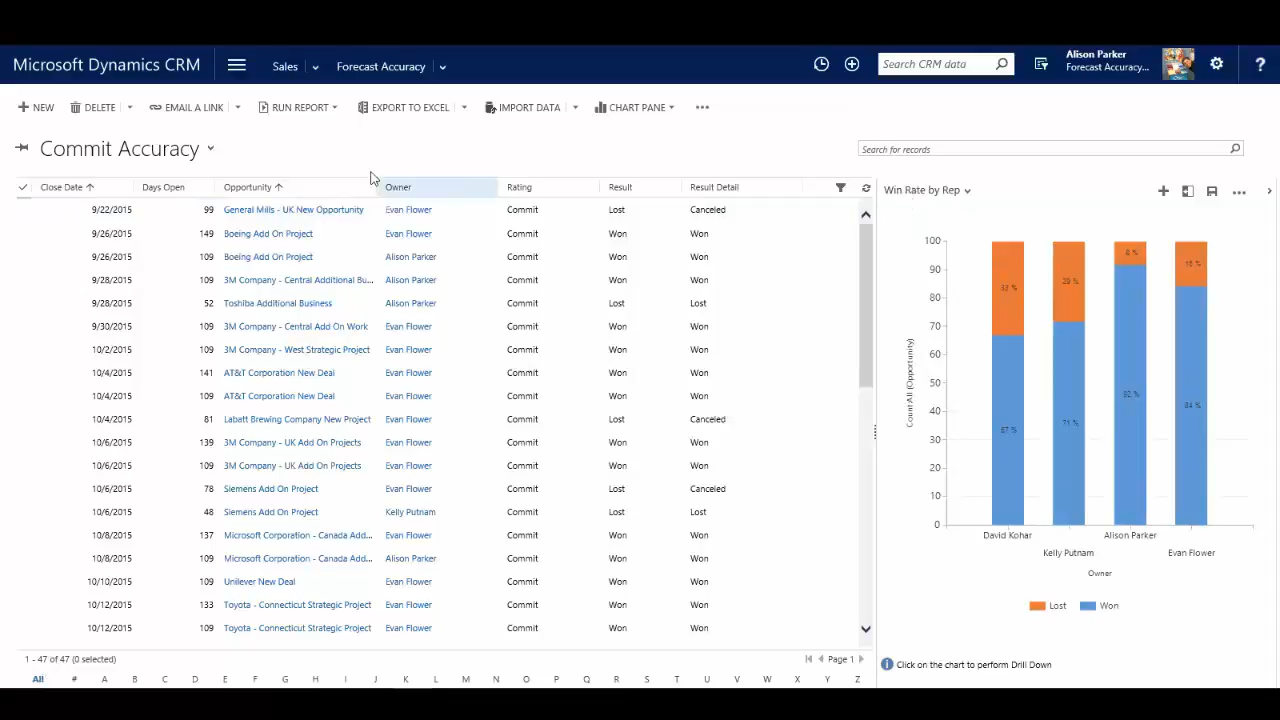 Microsoft Dynamics CRM Sales Forecast Accuracy Search CRM data Alison Parker ?
Forecast Accuracy...
NEW DELETE EMAIL A LINK RUN REPORT EXPORT TO EXCEL IMPORT DATA CHART PANE ...
Commit Accuracy Search for records
Close Date Days Open Opportunity Owner Rating Result Result Detail
9/22/2015 99 General Mills - UK New Opportunity Evan Flower Commit Lost Canceled
9/26/2015 149 Boeing Add On Project Evan Flower Commit Won Won
9/26/2015 109 Boeing Add On Project Alison Parker Commit Won Won
9/28/2015 109 3M Company - Central Additional Bu... Alison Parker Commit Won Won
9/28/2015 52 Toshiba Additional Business Alison Parker Commit Lost Lost
9/30/2015 109 3M Company - Central Add On Work Evan Flower Commit Won Won
10/2/2015 109 3M Company - West Strategic Project Evan Flower Commit Won Won
10/4/2015 141 AT&T Corporation New Deal Evan Flower Commit Won Won
10/4/2015 109 AT&T Corporation New Deal Evan Flower Commit Won Won
10/4/2015 81 Labatt Brewing Company New Project Evan Flower Commit Lost Canceled
10/6/2015 139 3M Company - UK Add On Projects Evan Flower Commit Won Won
10/6/2015 109 3M Company - UK Add On Projects Evan Flower Commit Won Won
10/6/2015 78 Siemens Add On Project Evan Flower Commit Lost Canceled
10/6/2015 48 Siemens Add On Project Kelly Putnam Commit Lost Lost
10/8/2015 137 Microsoft Corporation - Canada Add... Evan Flower Commit Won Won
10/8/2015 109 Microsoft Corporation - Canada Add... Alison Parker Commit Won Won
10/10/2015 109 Unilever New Deal Evan Flower Commit Won Won
10/12/2015 133 Toyota - Connecticut Strategic Project Evan Flower Commit Won Won
10/12/2015 109 Toyota - Connecticut Strategic Project Evan Flower Commit Won Won
1 - 47 of 47 (0 selected) Page 1
All # A B C D E F G H I J K L M N O P Q R S T U V W X Y Z
Win Rate by Rep
Count All (Opportunity)
100
90
80
70
60
50
40
30
20
10
0
33 % 29 % 8 % 16 %
67 % 71 % 92 % 84 %
David Kohar Alison Parker
Kelly Putnam Evan Flower
Owner
Lost Won
Click on the chart to perform Drill Down